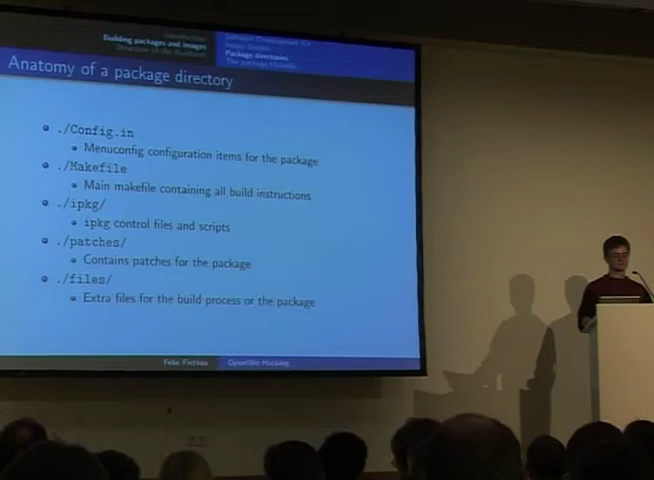 Building packages and images
Package directories
Anatomy of a package directory
./Config.in
Menuconfig configuration items for the package
./Makefile
Main makefile containing all build instructions
./ipkg/
ipkg control files and scripts
./patches/
Contains patches for the package
./files/
Extra files for the build process or the package
Felix Fietkau
OpenWrt Hacking